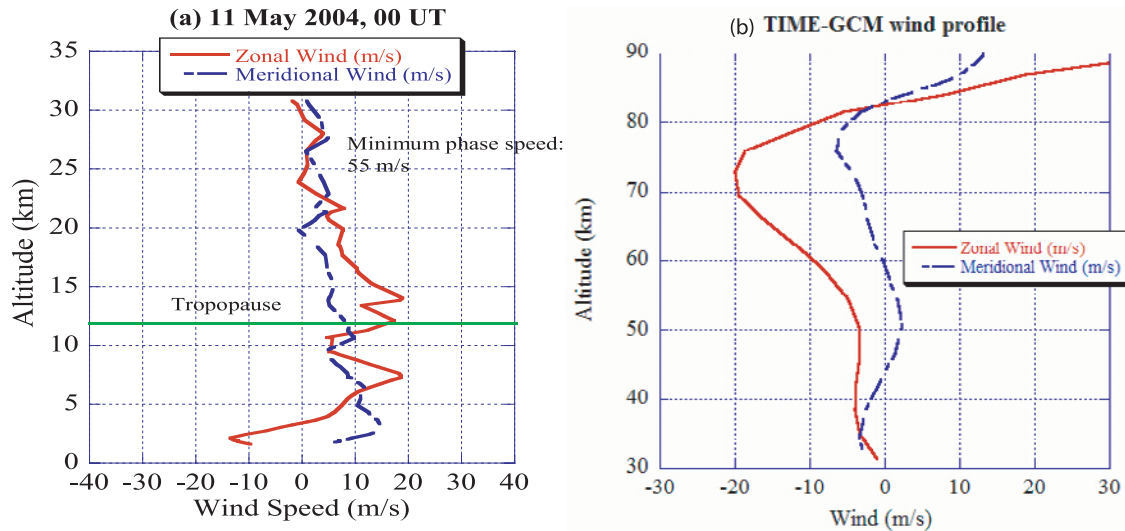 (a) 11 May 2004, 00 UT
Zonal Wind (m/s)
Meridional Wind (m/s)
Minimum phase speed:
55 m/s
Tropopause
Altitude (km)
35
30
25
20
15
10
5
0
-40 -30 -20 -10 0 10 20 30 40
Wind Speed (m/s)
(b) TIME-GCM wind profile
Zonal Wind (m/s)
Meridional Wind (m/s)
Altitude (km)
90
80
70
60
50
40
30
-30 -20 -10 0 10 20 30
Wind (m/s)